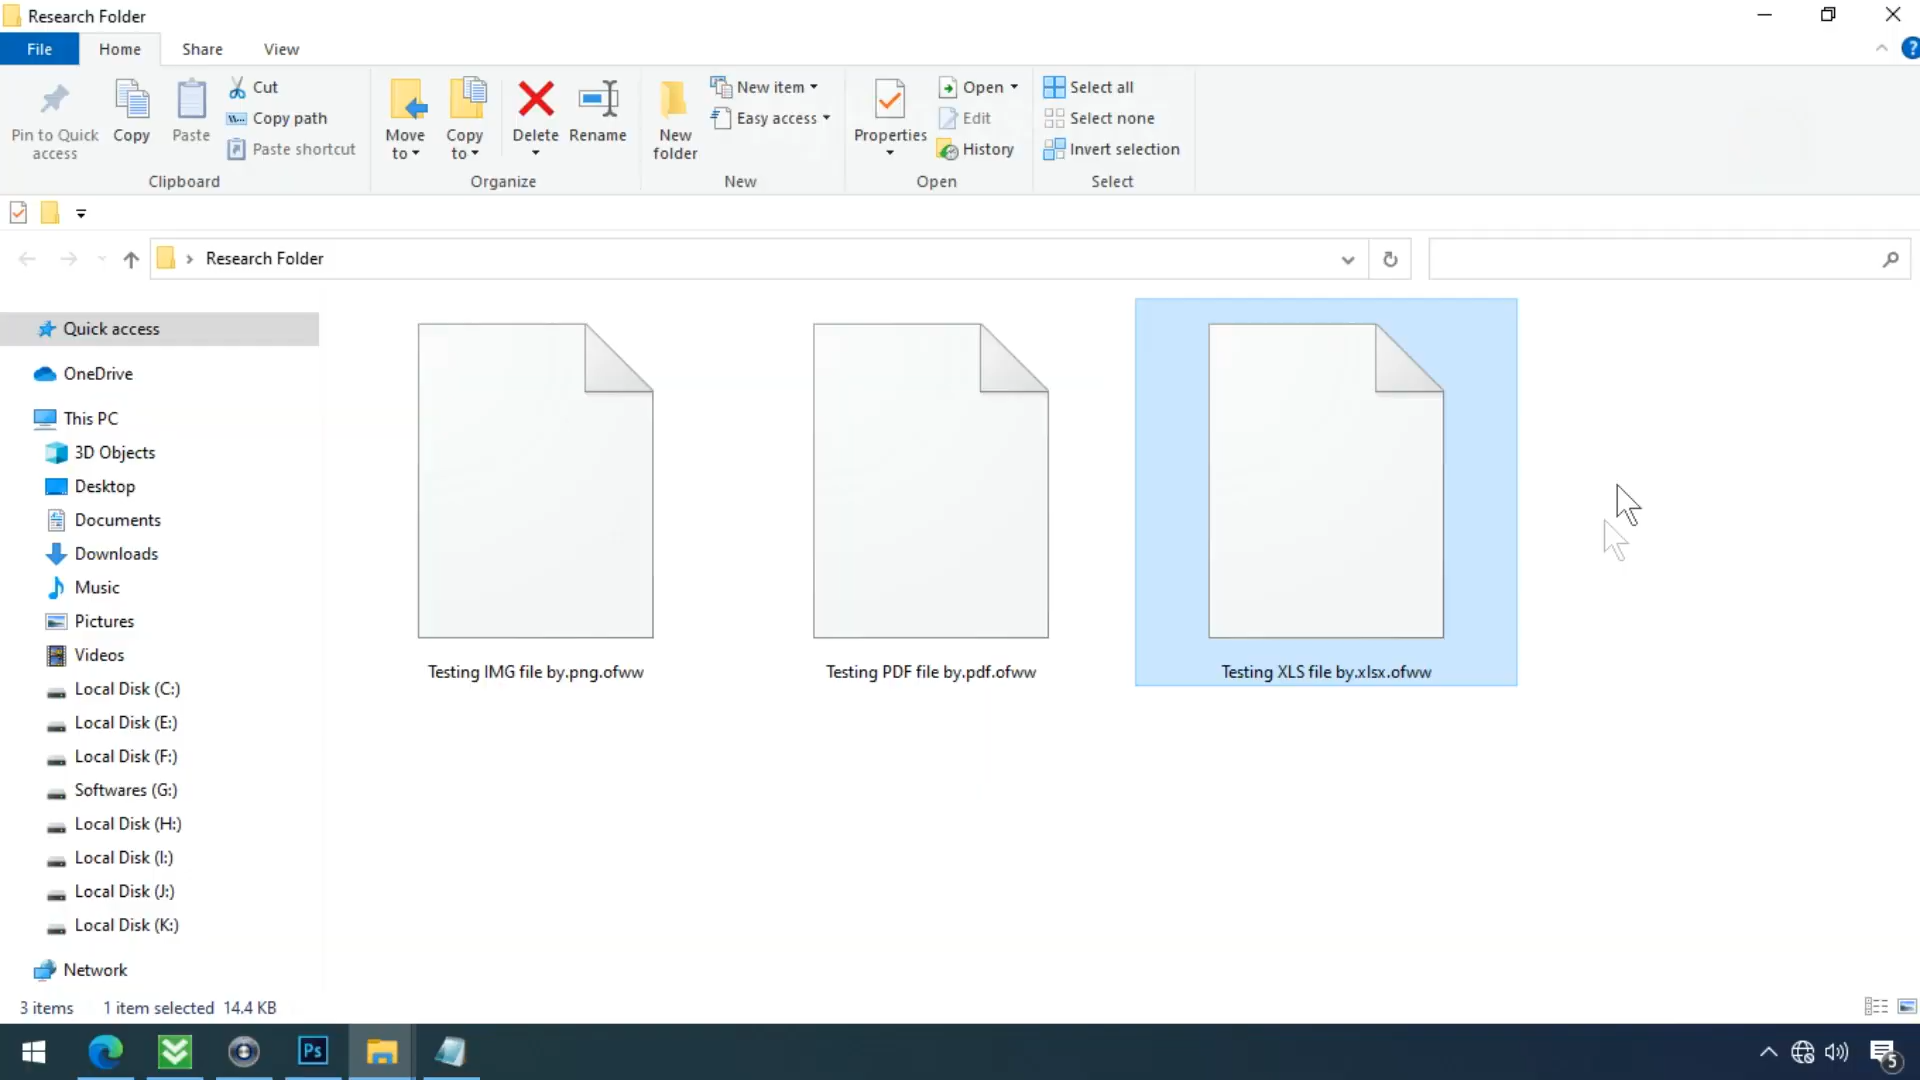 Research Folder
File Home Share View
Pin to Quick access
Copy
Paste
Cut
Copy path
Paste shortcut
Clipboard
Move to
Copy to
Delete
Rename
Organize
New folder
New item
Easy access
New
Properties
Open
Edit
History
Open
Select all
Select none
Invert selection
Select
Research Folder
Quick access
OneDrive
This PC
3D Objects
Desktop
Documents
Downloads
Music
Pictures
Videos
Local Disk (C:)
Local Disk (E:)
Local Disk (F:)
Softwares (G:)
Local Disk (H:)
Local Disk (I:)
Local Disk (J:)
Local Disk (K:)
Network
Testing IMG file by.png.ofww
Testing PDF file by.pdf.ofww
Testing XLS file by.xlsx.ofww
3 items 1 item selected 14.4 KB
Ps
5